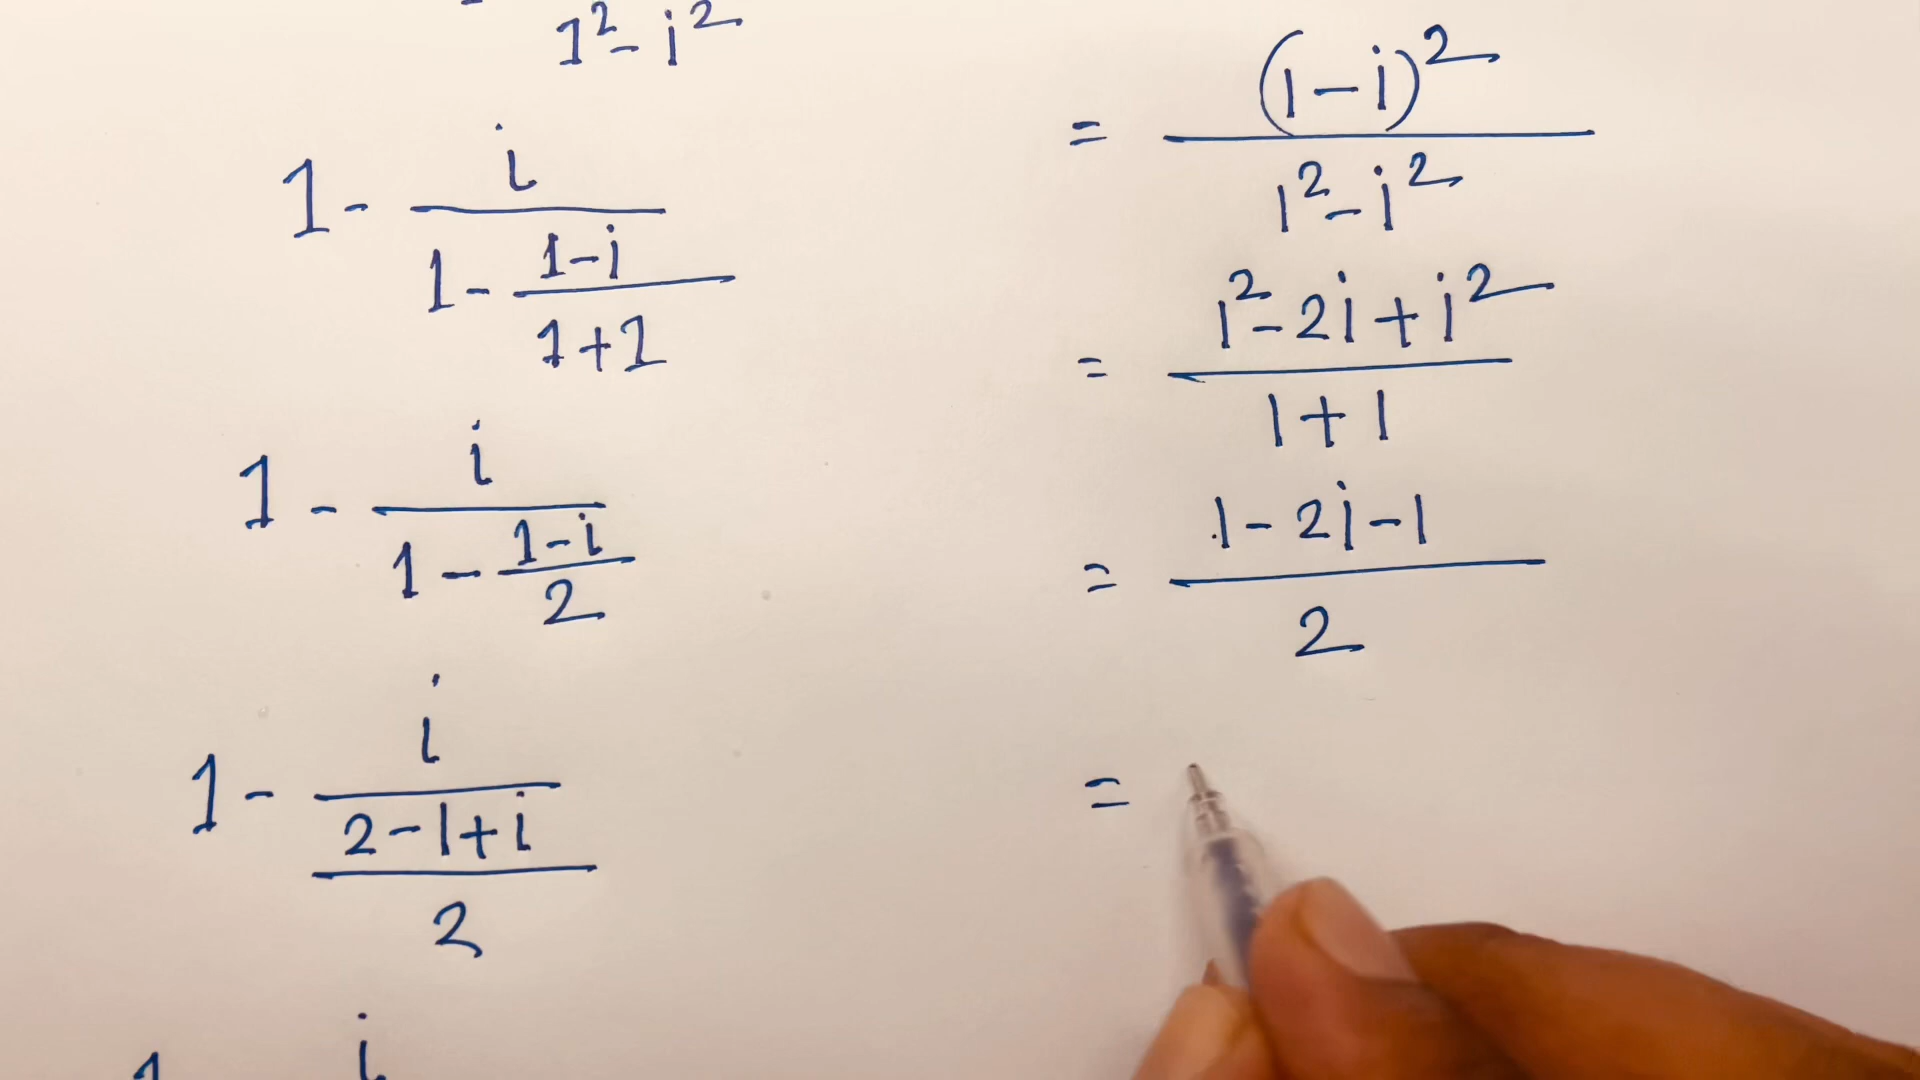 1² - i²
1 - i/(1 - (1-i)/(1+1))
1 - i/(1 - (1-i)/2)
1 - i/((2-1+i)/2)
1 i
= (1-i)²/(1² - i²)
= (1² - 2i + i²)/(1+1)
= (1 - 2i - 1)/2
=